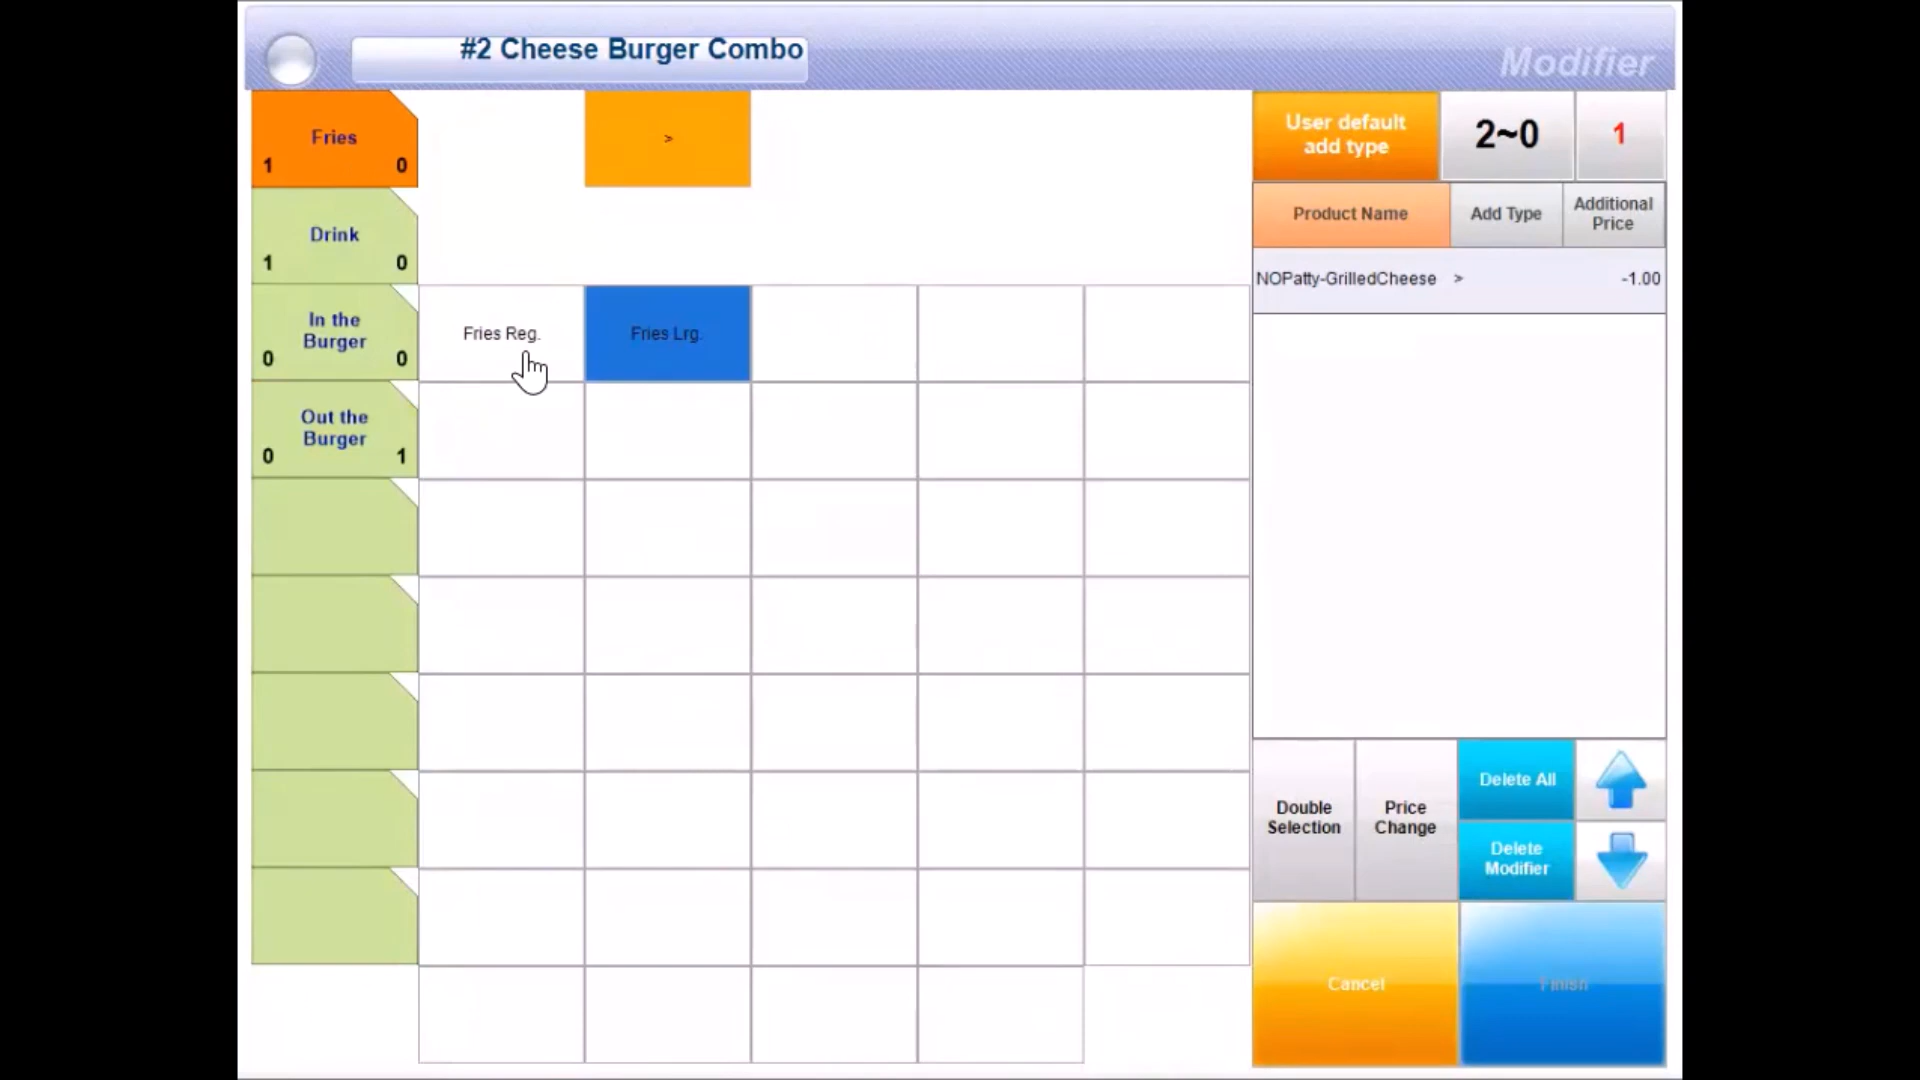 #2 Cheese Burger Combo
Modifier
Fries
1 0
>
Drink
1 0
In the
Burger
0 0
Out the
Burger
0 1
Fries Reg.
Fries Lrg.
User default
add type
2~0
1
Product Name
Add Type
Additional
Price
NOPatty-GrilledCheese > -1.00
Double
Selection
Price
Change
Delete All
Delete
Modifier
Cancel
Finish